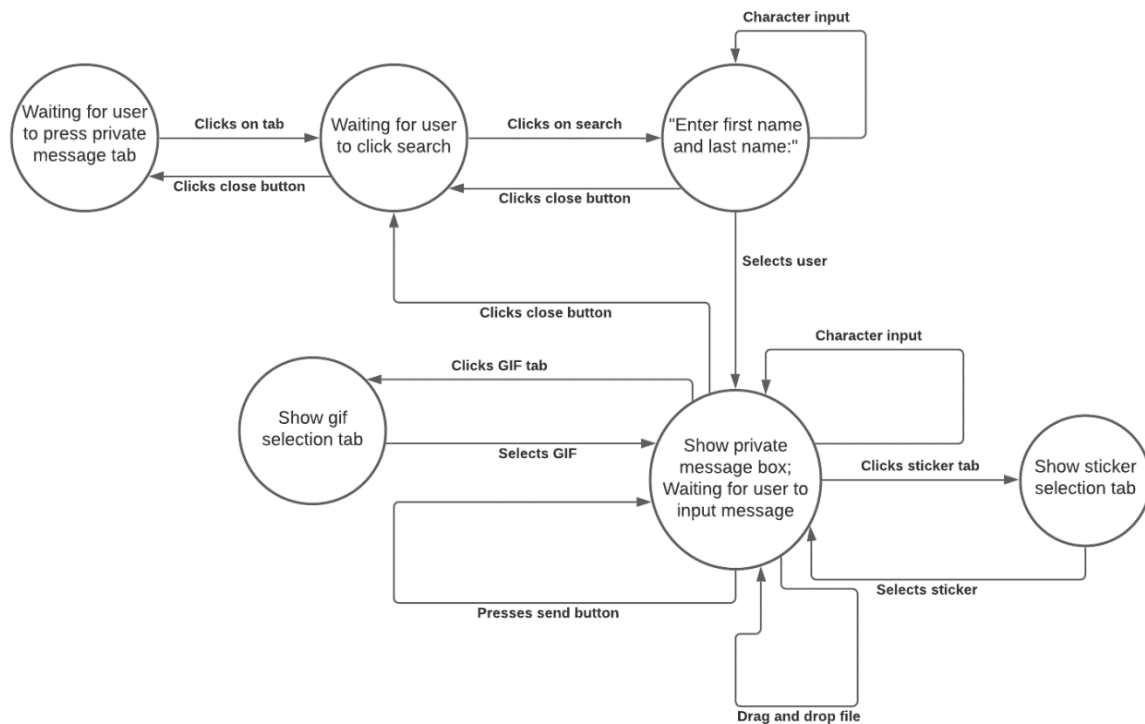 Character input
Waiting for user
to press private
message tab
Clicks on tab
Waiting for user
to click search
Clicks on search
"Enter first name
and last name:"
Clicks close button
Clicks close button
Selects user
Clicks close button
Character input
Clicks GIF tab
Show gif
selection tab
Selects GIF
Show private
message box;
Waiting for user to
input message
Clicks sticker tab
Show sticker
selection tab
Selects sticker
Presses send button
Drag and drop file